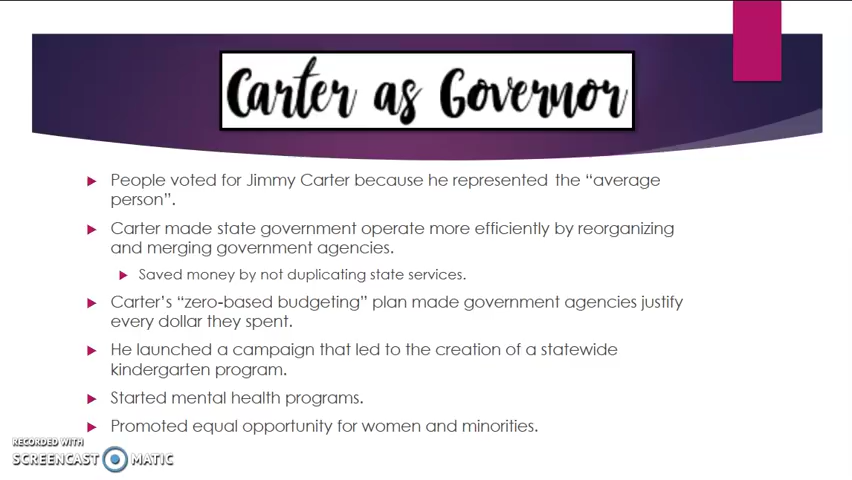 Carter as Governor
People voted for Jimmy Carter because he represented the “average
person”.
Carter made state government operate more efficiently by reorganizing
and merging government agencies.
Saved money by not duplicating state services.
Carter’s “zero-based budgeting” plan made government agencies justify
every dollar they spent.
He launched a campaign that led to the creation of a statewide
kindergarten program.
Started mental health programs.
Promoted equal opportunity for women and minorities.
RECORDED WITH
SCREENCAST MATIC